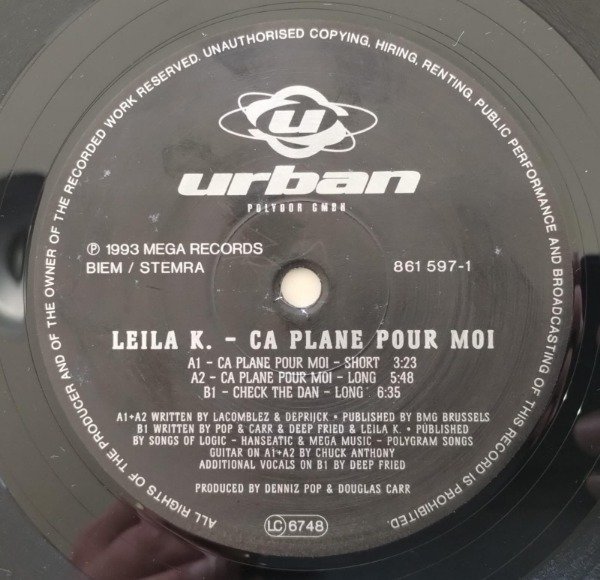 ALL RIGHTS OF THE PRODUCER AND OF THE OWNER OF THE RECORDED WORK RESERVED. UNAUTHORISED COPYING, HIRING, RENTING, PUBLIC PERFORMANCE AND BROADCASTING OF THIS RECORD IS PROHIBITED.
u
urban
POLYDOR GMBH
℗ 1993 MEGA RECORDS
BIEM / STEMRA
861 597-1
LEILA K. - CA PLANE POUR MOI
A1 - CA PLANE POUR MOI - SHORT 3:23
A2 - CA PLANE POUR MOI - LONG 5:48
B1 - CHECK THE DAN - LONG 6:35
A1+A2 WRITTEN BY LACOMBLEZ & DEPRIJCK • PUBLISHED BY BMG BRUSSELS
B1 WRITTEN BY POP & CARR & DEEP FRIED & LEILA K. • PUBLISHED
BY SONGS OF LOGIC - HANSEATIC & MEGA MUSIC - POLYGRAM SONGS
GUITAR ON A1+A2 BY CHUCK ANTHONY
ADDITIONAL VOCALS ON B1 BY DEEP FRIED
PRODUCED BY DENNIZ POP & DOUGLAS CARR
LC 6748